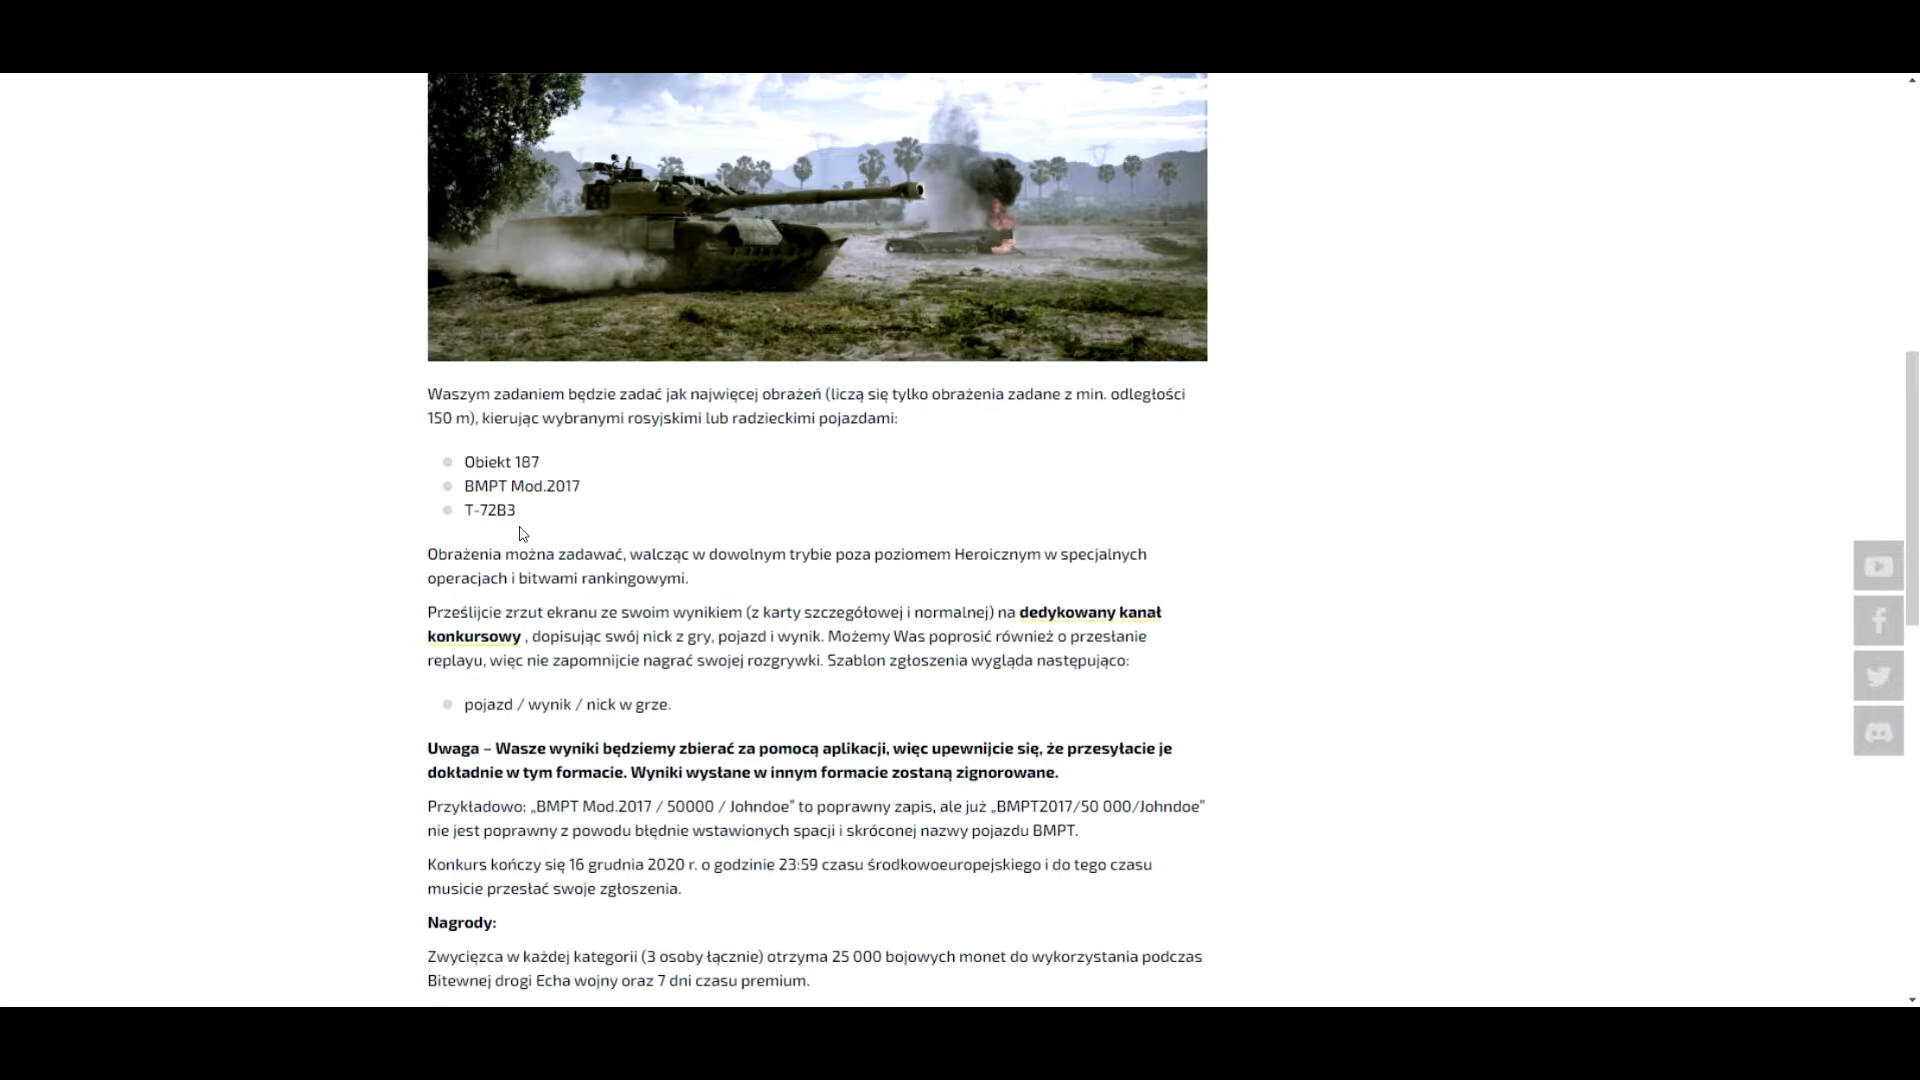 Waszym zadaniem będzie zadać jak najwięcej obrażeń (liczą się tylko obrażenia zadane z min. odległości
150 m), kierując wybranymi rosyjskimi lub radzieckimi pojazdami:
Obiekt 187
BMPT Mod.2017
T-72B3
Obrażenia można zadawać, walcząc w dowolnym trybie poza poziomem Heroicznym w specjalnych
operacjach i bitwami rankingowymi.
Prześlijcie zrzut ekranu ze swoim wynikiem (z karty szczegółowej i normalnej) na dedykowany kanał
konkursowy , dopisując swój nick z gry, pojazd i wynik. Możemy Was poprosić również o przesłanie
replayu, więc nie zapomnijcie nagrać swojej rozgrywki. Szablon zgłoszenia wygląda następująco:
pojazd / wynik / nick w grze.
Uwaga – Wasze wyniki będziemy zbierać za pomocą aplikacji, więc upewnijcie się, że przesyłacie je
dokładnie w tym formacie. Wyniki wysłane w innym formacie zostaną zignorowane.
Przykładowo: „BMPT Mod.2017 / 50000 / Johndoe” to poprawny zapis, ale już „BMPT2017/50 000/Johndoe”
nie jest poprawny z powodu błędnie wstawionych spacji i skróconej nazwy pojazdu BMPT.
Konkurs kończy się 16 grudnia 2020 r. o godzinie 23:59 czasu środkowoeuropejskiego i do tego czasu
musicie przesłać swoje zgłoszenia.
Nagrody:
Zwycięzca w każdej kategorii (3 osoby łącznie) otrzyma 25 000 bojowych monet do wykorzystania podczas
Bitewnej drogi Echa wojny oraz 7 dni czasu premium.